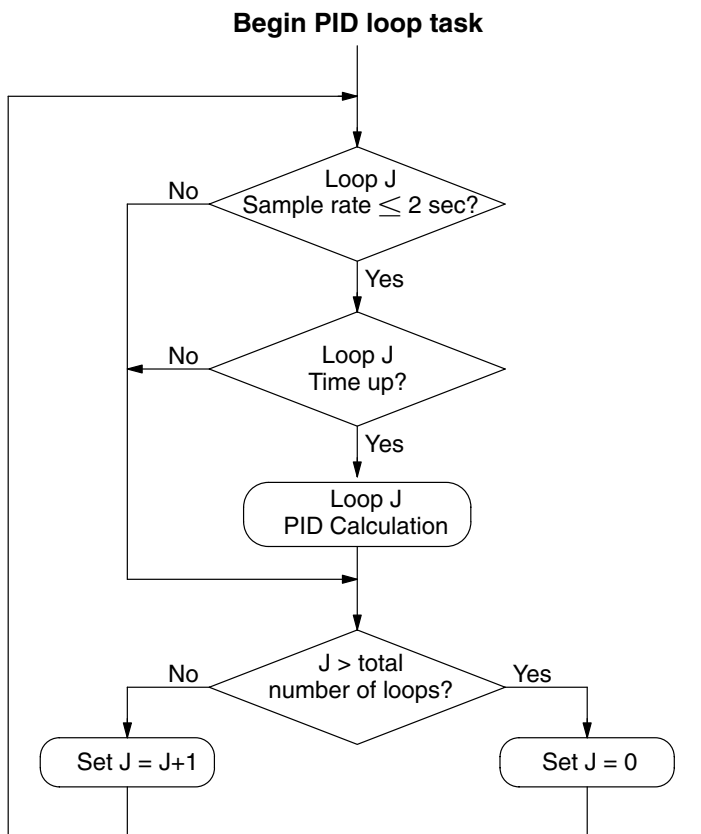 Begin PID loop task
No
Loop J
Sample rate ≤ 2 sec?
Yes
No
Loop J
Time up?
Yes
Loop J
PID Calculation
No
J > total
number of loops?
Yes
Set J = J+1
Set J = 0